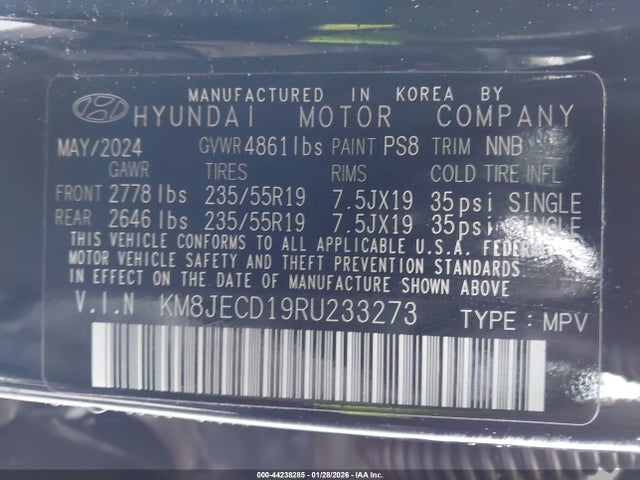 MANUFACTURED IN KOREA BY
HYUNDAI MOTOR COMPANY
MAY/2024 GVWR 4861lbs PAINT PS8 TRIM NNB
GAWR TIRES RIMS COLD TIRE INFL
FRONT 2778 lbs 235/55R19 7.5JX19 35psi SINGLE
REAR 2646 lbs 235/55R19 7.5JX19 35psi SINGLE
THIS VEHICLE CONFORMS TO ALL APPLICABLE U.S.A. FEDERAL
MOTOR VEHICLE SAFETY AND THEFT PREVENTION STANDARDS
IN EFFECT ON THE DATE OF MANUFACTURE SHOWN ABOVE.
V.I.N KM8JECD19RU233273 TYPE : MPV
000-44238285 | 01/28/2026 - IAA Inc.